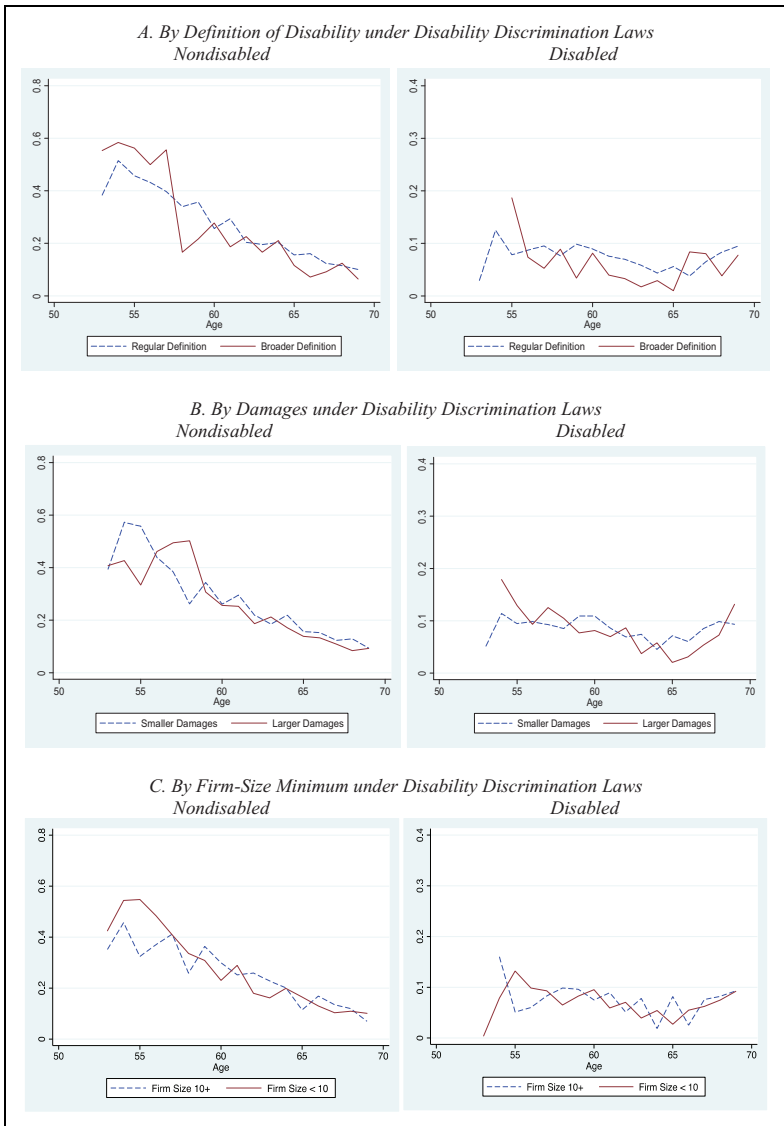 A. By Definition of Disability under Disability Discrimination Laws
Nondisabled Disabled
0.8
0.6
0.4
0.2
0
50 55 60 65 70
Age
Regular Definition Broader Definition
0.4
0.3
0.2
0.1
0
50 55 60 65 70
Age
Regular Definition Broader Definition
B. By Damages under Disability Discrimination Laws
Nondisabled Disabled
0.8
0.6
0.4
0.2
0
50 55 60 65 70
Age
Smaller Damages Larger Damages
0.4
0.3
0.2
0.1
0
50 55 60 65 70
Age
Smaller Damages Larger Damages
C. By Firm-Size Minimum under Disability Discrimination Laws
Nondisabled Disabled
0.8
0.6
0.4
0.2
0
50 55 60 65 70
Age
Firm Size 10+ Firm Size < 10
0.4
0.3
0.2
0.1
0
50 55 60 65 70
Age
Firm Size 10+ Firm Size < 10